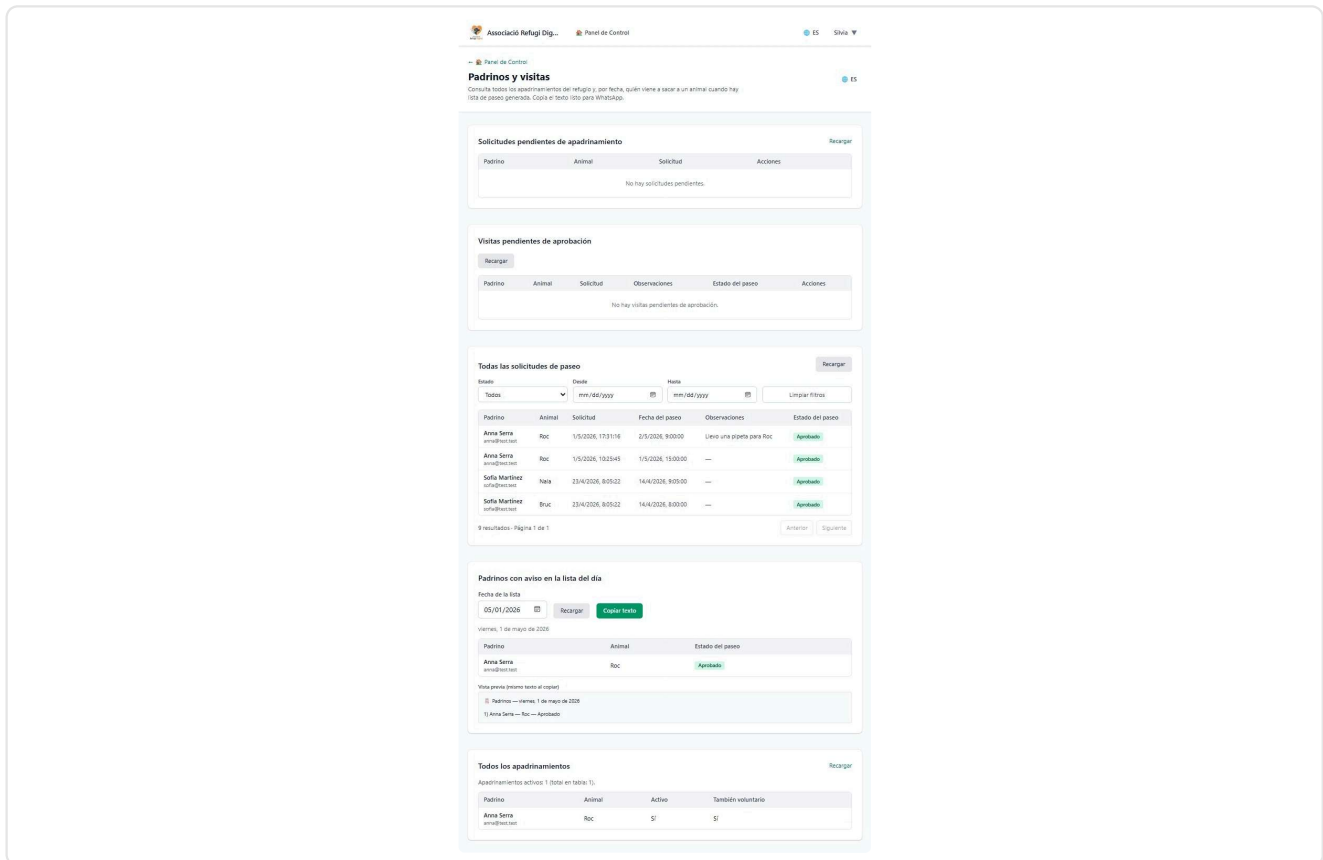 Associació Refugi Dig... Panel de Control ES Silvia ▼
← Panel de Control
Padrinos y visitas ES
Consulta todos los apadrinamientos del refugio y, por fecha, quién viene a sacar a un animal cuando hay
lista de paseo generada. Copia el texto listo para WhatsApp.
Solicitudes pendientes de apadrinamiento Recargar
Padrino Animal Solicitud Acciones
No hay solicitudes pendientes.
Visitas pendientes de aprobación
Recargar
Padrino Animal Solicitud Observaciones Estado del paseo Acciones
No hay visitas pendientes de aprobación.
Todas las solicitudes de paseo Recargar
Estado Desde Hasta
Todos mm/dd/yyyy mm/dd/yyyy Limpiar filtros
Padrino Animal Solicitud Fecha del paseo Observaciones Estado del paseo
Anna Serra Roc 1/5/2026, 17:31:16 2/5/2026, 9:00:00 Llevo una pipeta para Roc Aprobado
anna@test.test
Anna Serra Roc 1/5/2026, 10:25:45 1/5/2026, 15:00:00 — Aprobado
anna@test.test
Sofía Martínez Nala 23/4/2026, 8:05:22 14/4/2026, 9:05:00 — Aprobado
sofia@test.test
Sofía Martínez Bruc 23/4/2026, 8:05:22 14/4/2026, 8:00:00 — Aprobado
sofia@test.test
9 resultados · Página 1 de 1 Anterior Siguiente
Padrinos con aviso en la lista del día
Fecha de la lista
05/01/2026 Recargar Copiar texto
viernes, 1 de mayo de 2026
Padrino Animal Estado del paseo
Anna Serra Roc Aprobado
anna@test.test
Vista previa (mismo texto al copiar)
Padrinos — viernes, 1 de mayo de 2026
1) Anna Serra — Roc — Aprobado
Todos los apadrinamientos Recargar
Apadrinamientos activos: 1 (total en tabla: 1).
Padrino Animal Activo También voluntario
Anna Serra Roc Sí Sí
anna@test.test